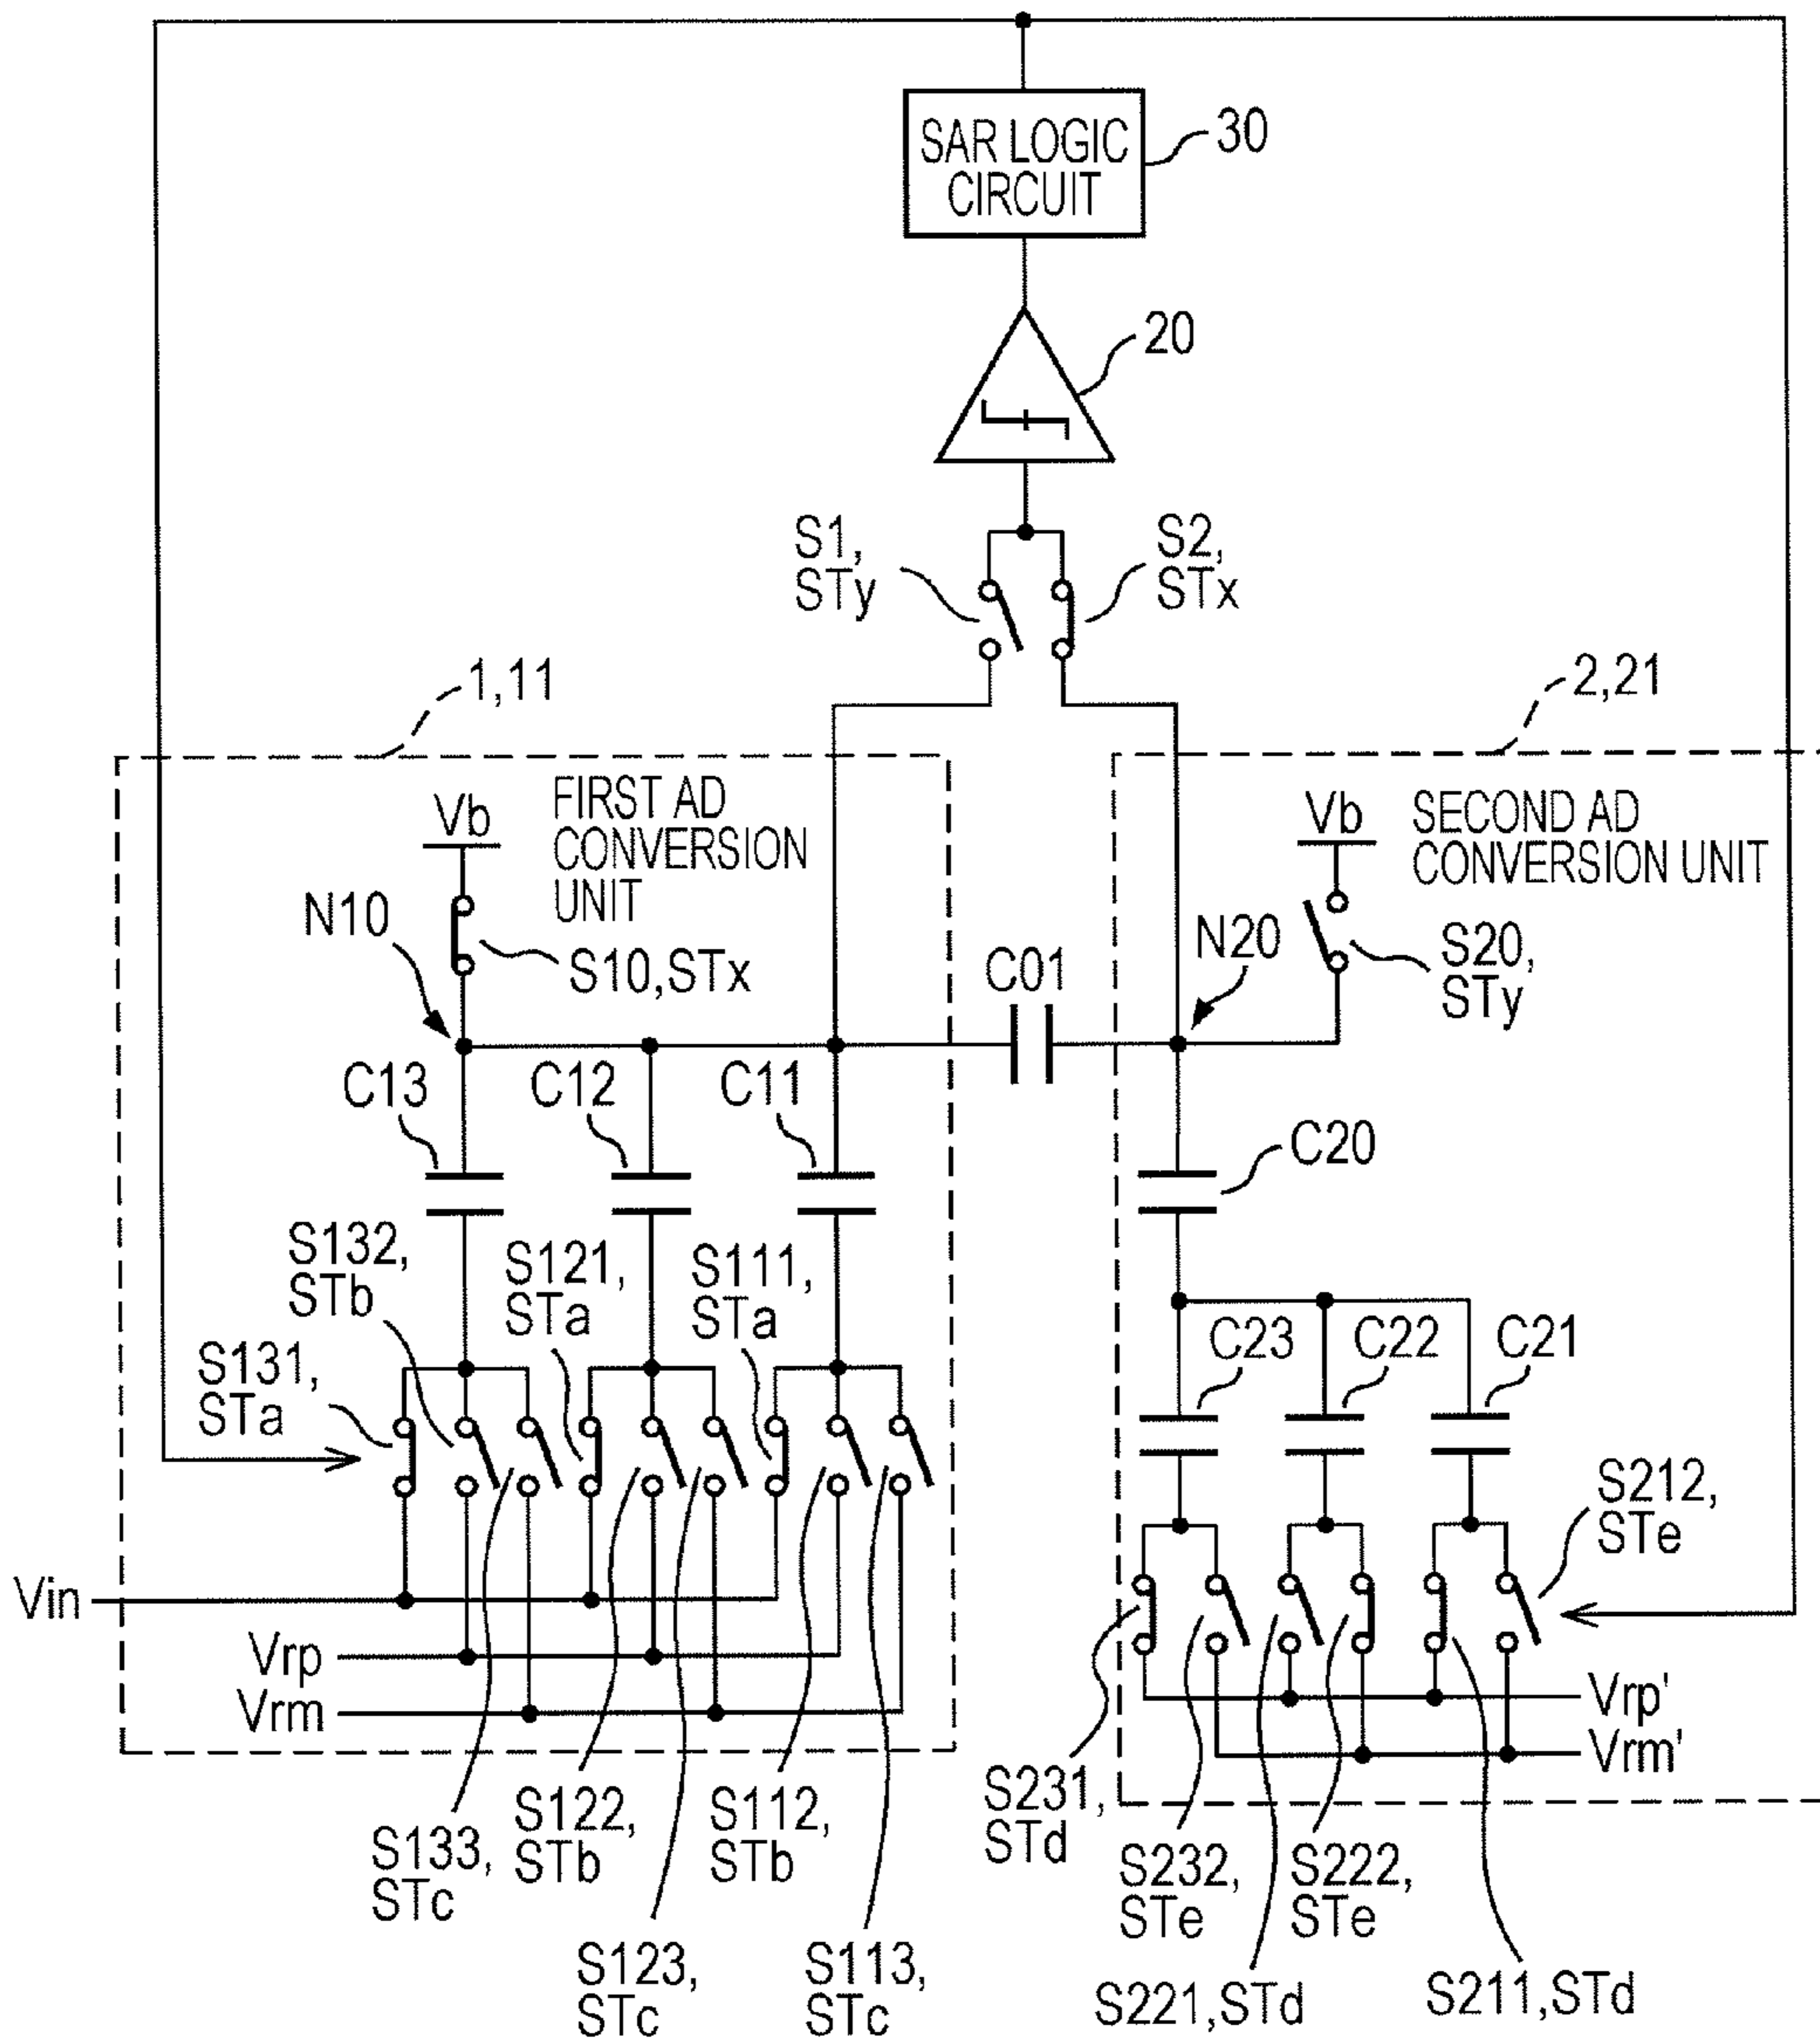 SAR LOGIC
CIRCUIT
30
20
S1,
STy
S2,
STx
1,11
2,21
Vb
FIRST AD
CONVERSION
UNIT
Vb
SECOND AD
CONVERSION UNIT
N10
S10,STx
C01
N20
S20,
STy
C13
C12
C11
C20
S132,
STb
S121,
STa
S111,
STa
S131,
STa
C23
C22
C21
S212,
STe
Vin
Vrp
Vrm
Vrp'
Vrm'
S133,
STc
S122,
STb
S112,
STb
S123,
STc
S113,
STc
S231,
STd
S232,
STe
S222,
STe
S221,STd
S211,STd